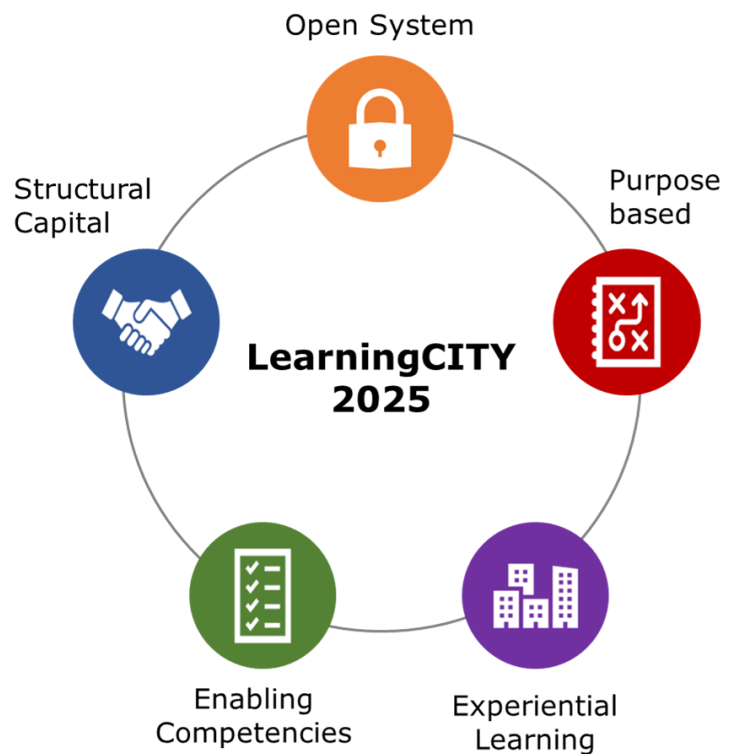 Open System
Structural
Capital
Purpose
based
LearningCITY
2025
Enabling
Competencies
Experiential
Learning